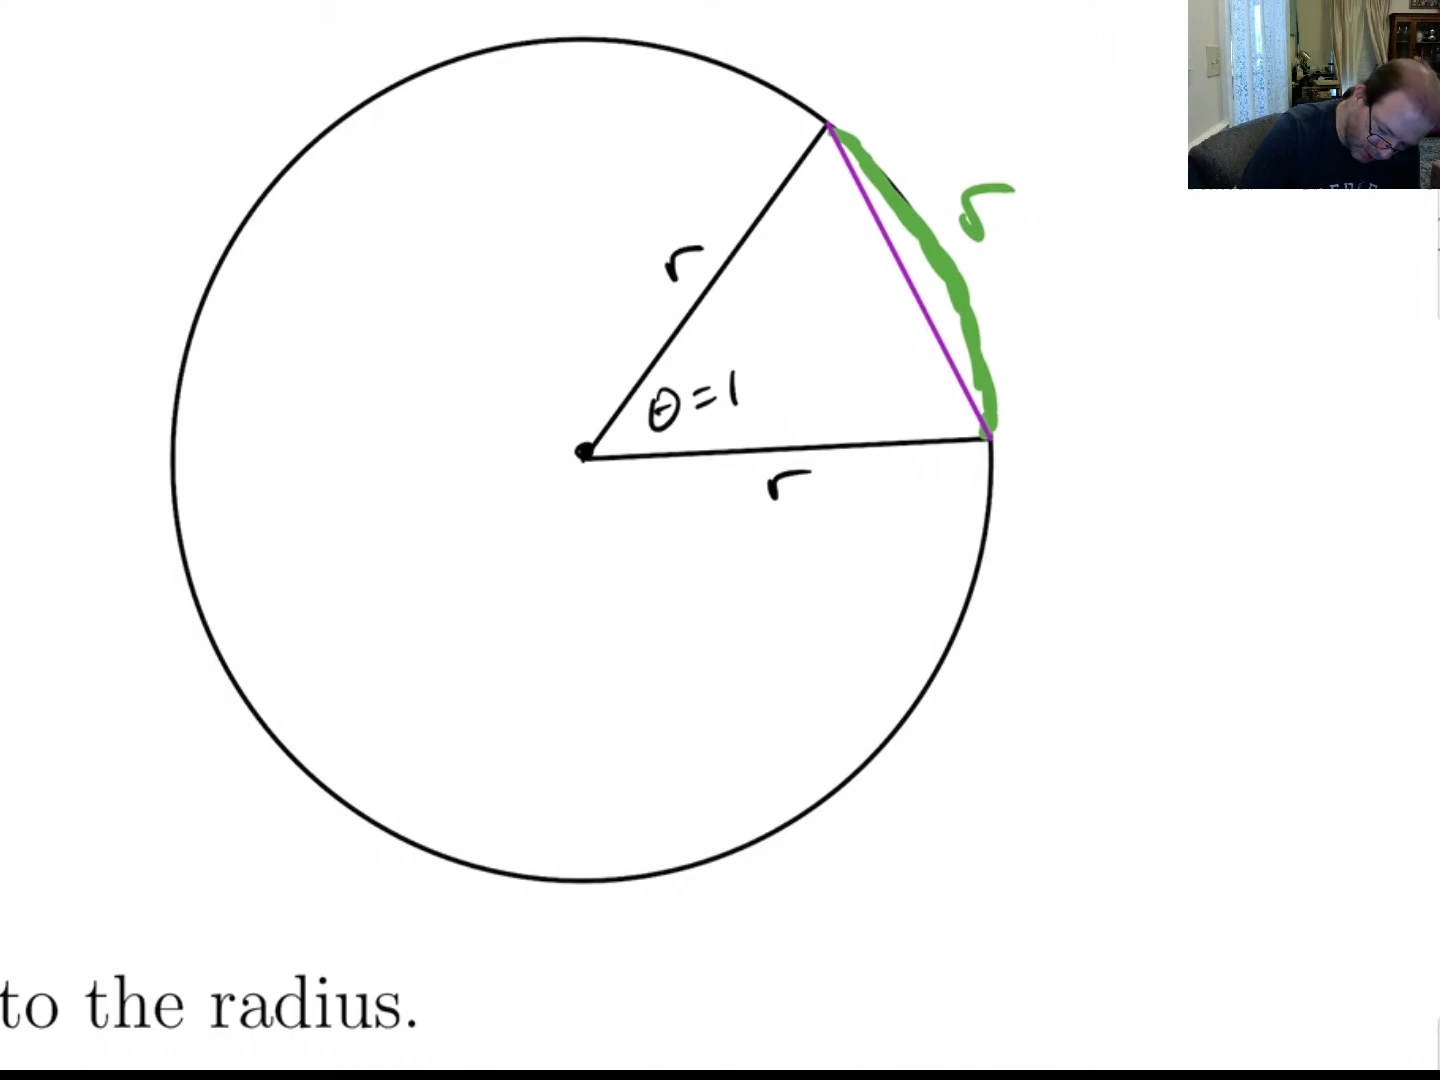 r
r
θ = 1
r
to the radius.